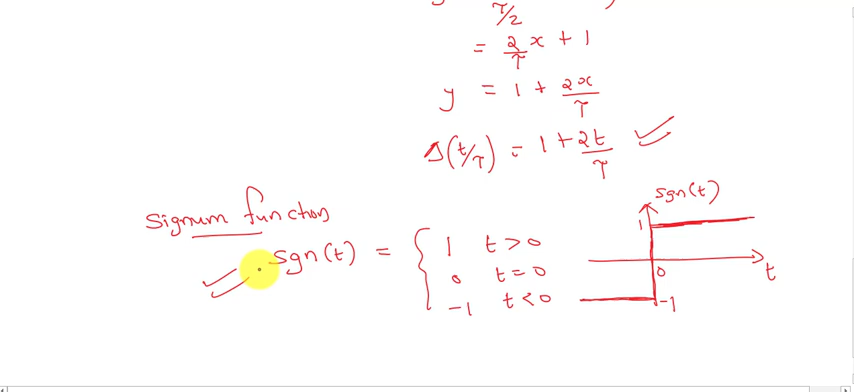 τ/2
= 2/τ x + 1
y = 1 + 2x/τ
Δ(t/τ) = 1 + 2t/τ
sgn(t)
Signum function
1
sgn(t) = { 1 t > 0
0 t = 0
-1 t < 0
0
t
-1